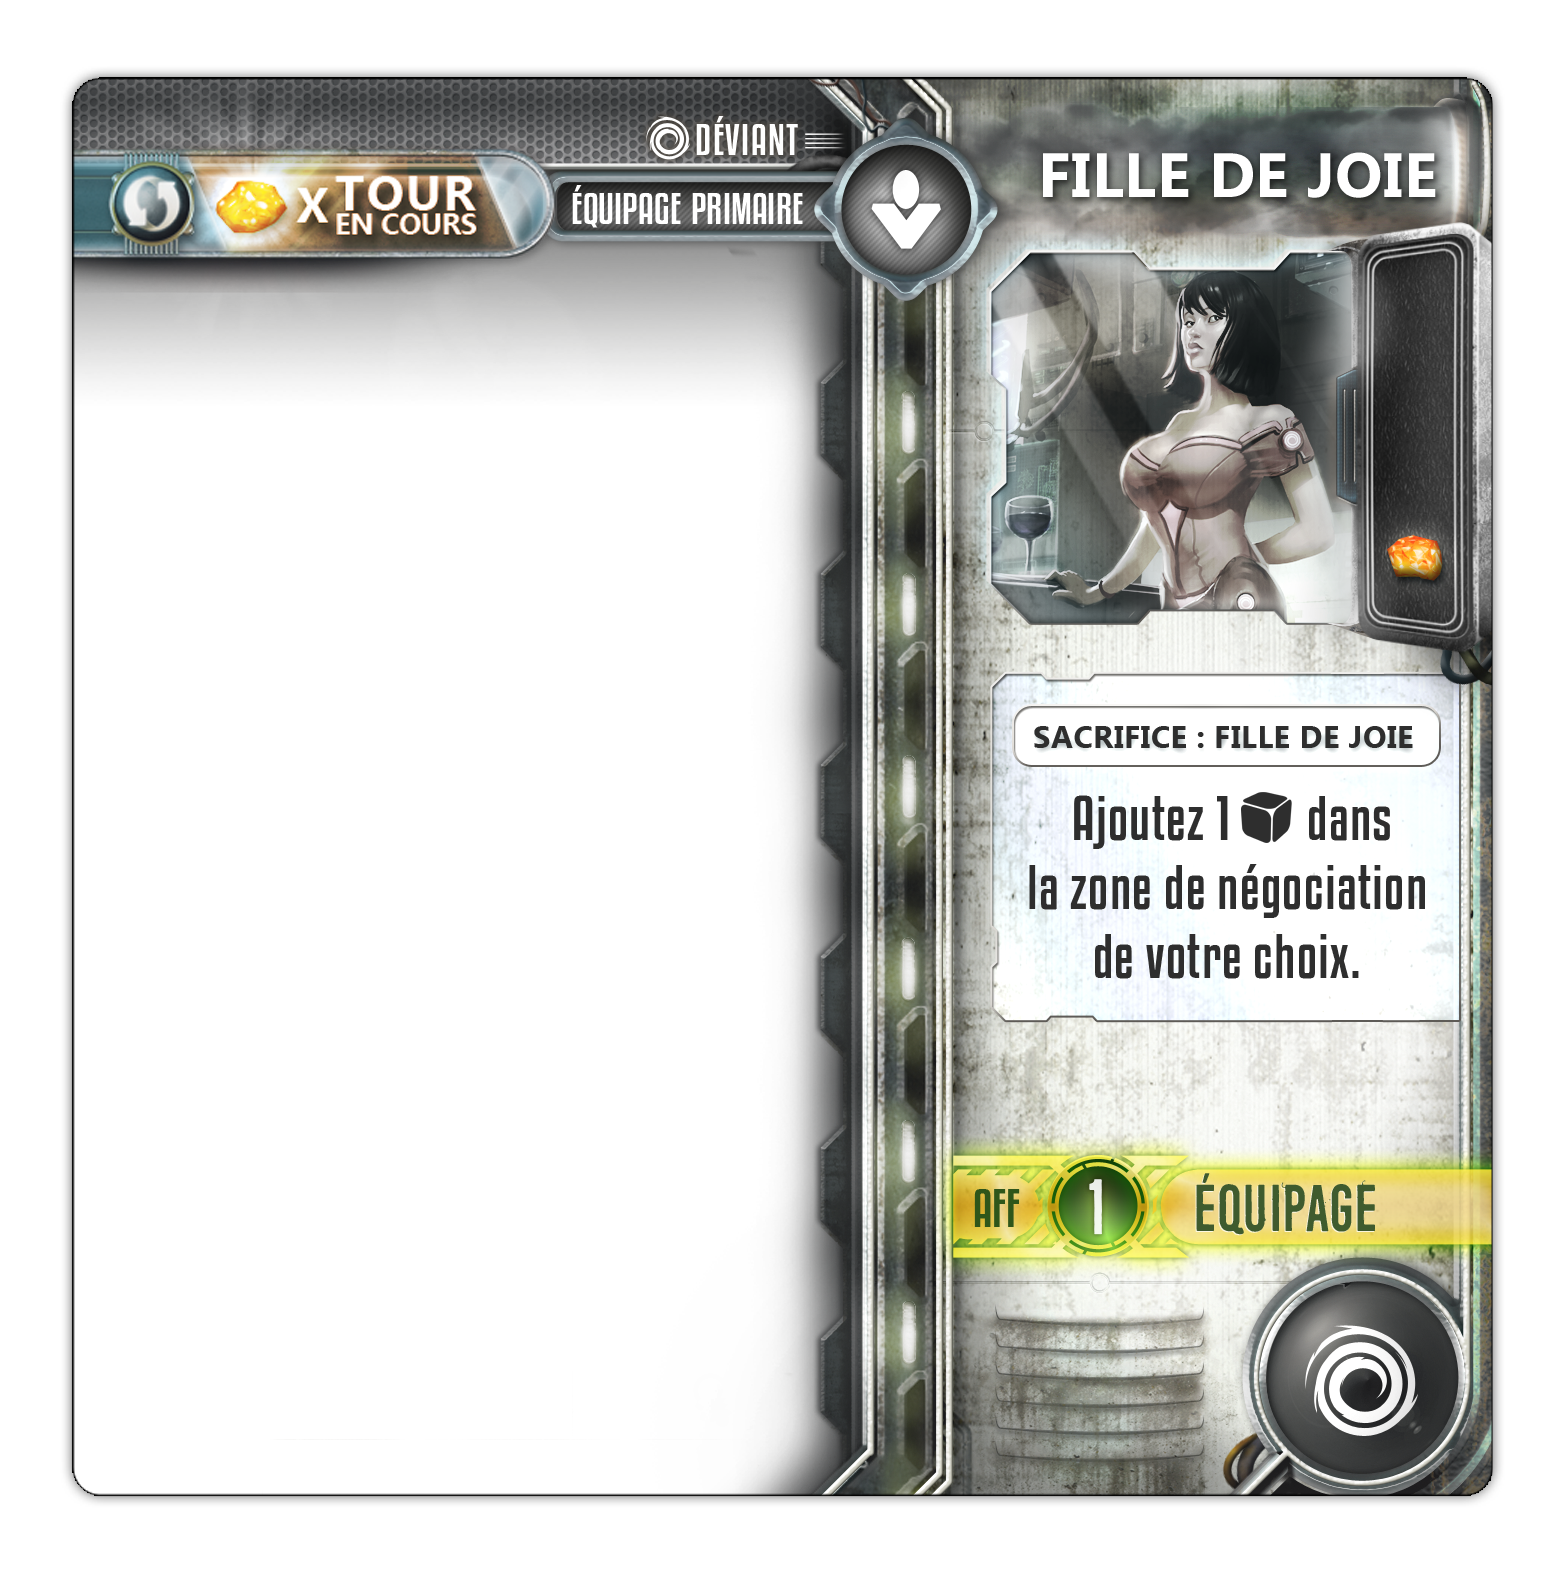 DÉVIANT
X TOUR
EN COURS
ÉQUIPAGE PRIMAIRE
FILLE DE JOIE
SACRIFICE : FILLE DE JOIE
Ajoutez 1 dans
la zone de négociation
de votre choix.
AFF 1 ÉQUIPAGE